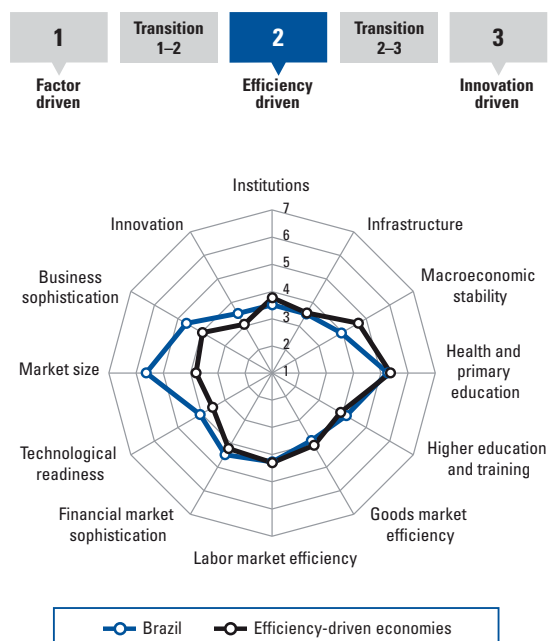 1
Transition
1–2
2
Transition
2–3
3
Factor
driven
Efficiency
driven
Innovation
driven
Institutions
Infrastructure
Macroeconomic
stability
Health and
primary
education
Higher education
and training
Goods market
efficiency
Labor market efficiency
Financial market
sophistication
Technological
readiness
Market size
Business
sophistication
Innovation
7
6
5
4
3
2
1
Brazil
Efficiency-driven economies